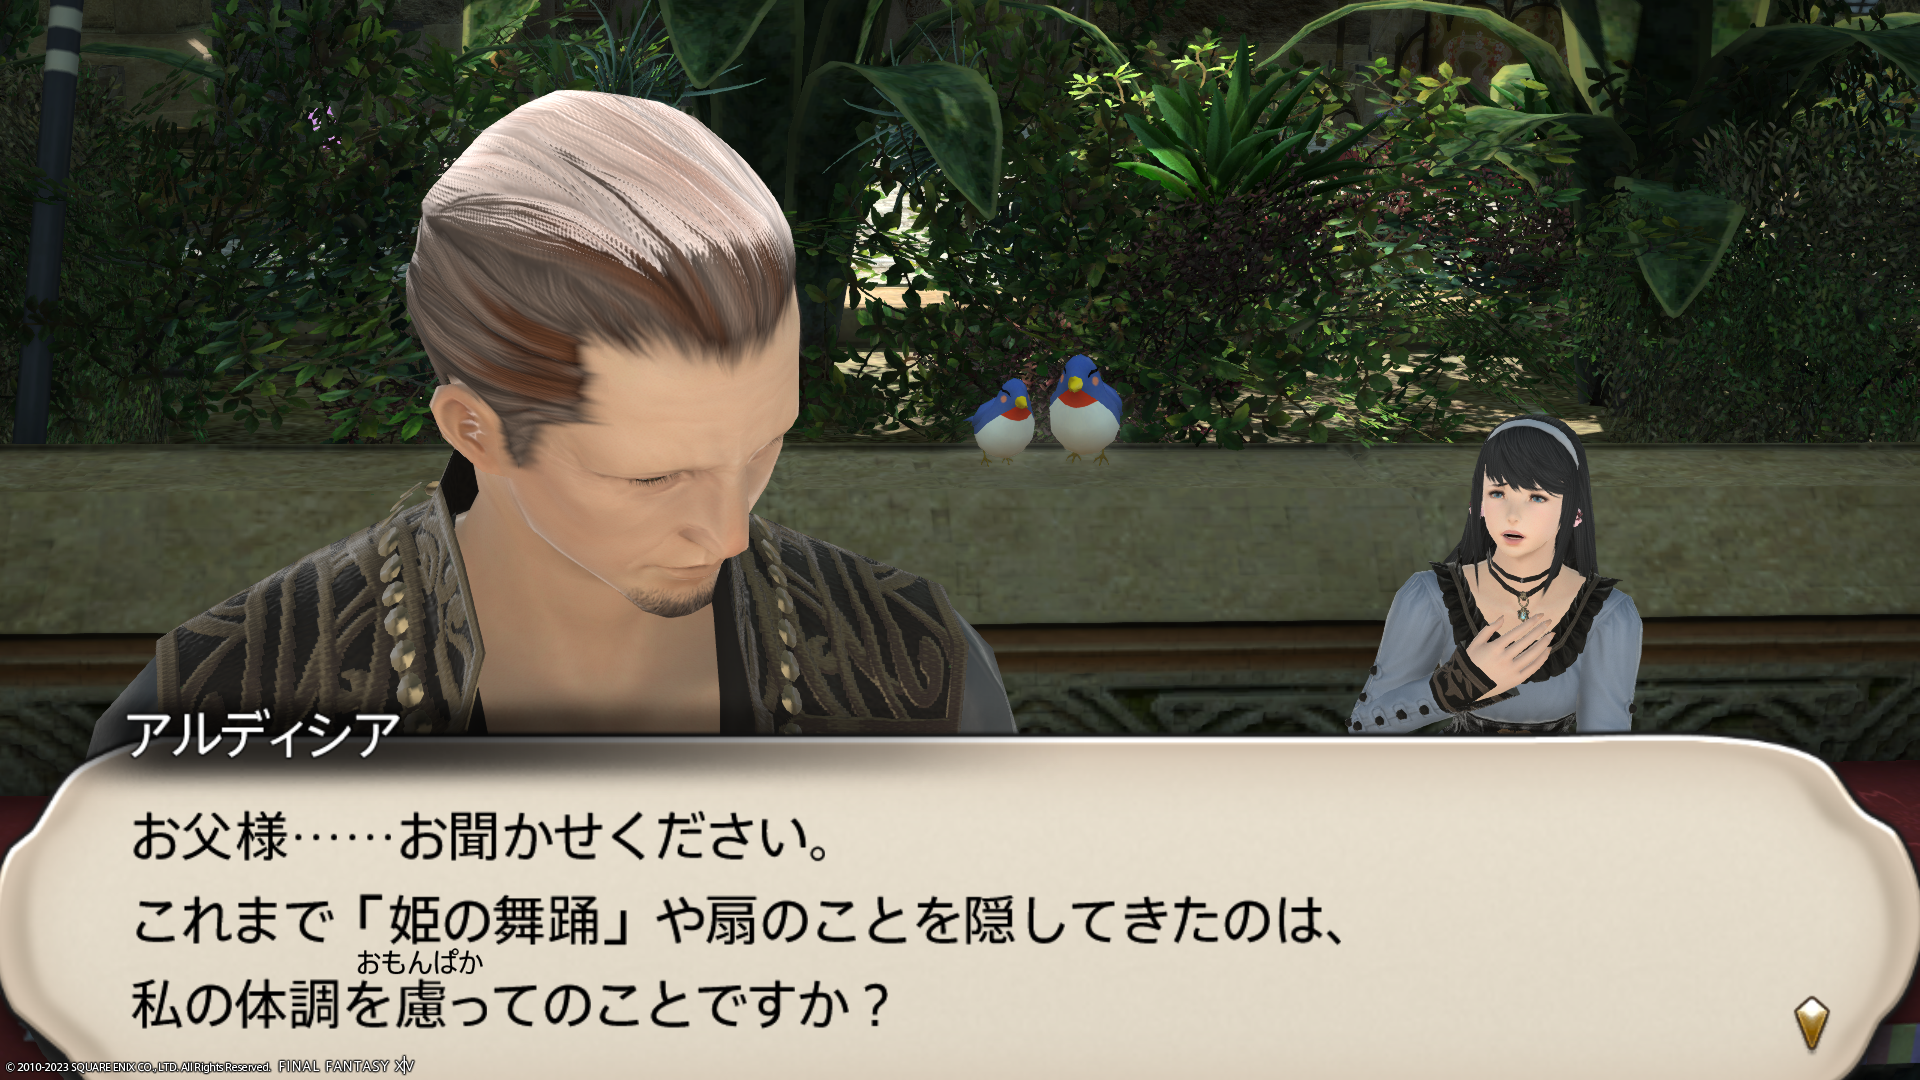 アルディシア
お父様……お聞かせください。
これまで「姫の舞踊」や扇のことを隠してきたのは、
おもんぱか
私の体調を慮ってのことですか？
© 2010-2023 SQUARE ENIX CO., LTD. All Rights Reserved. FINAL FANTASY XIV